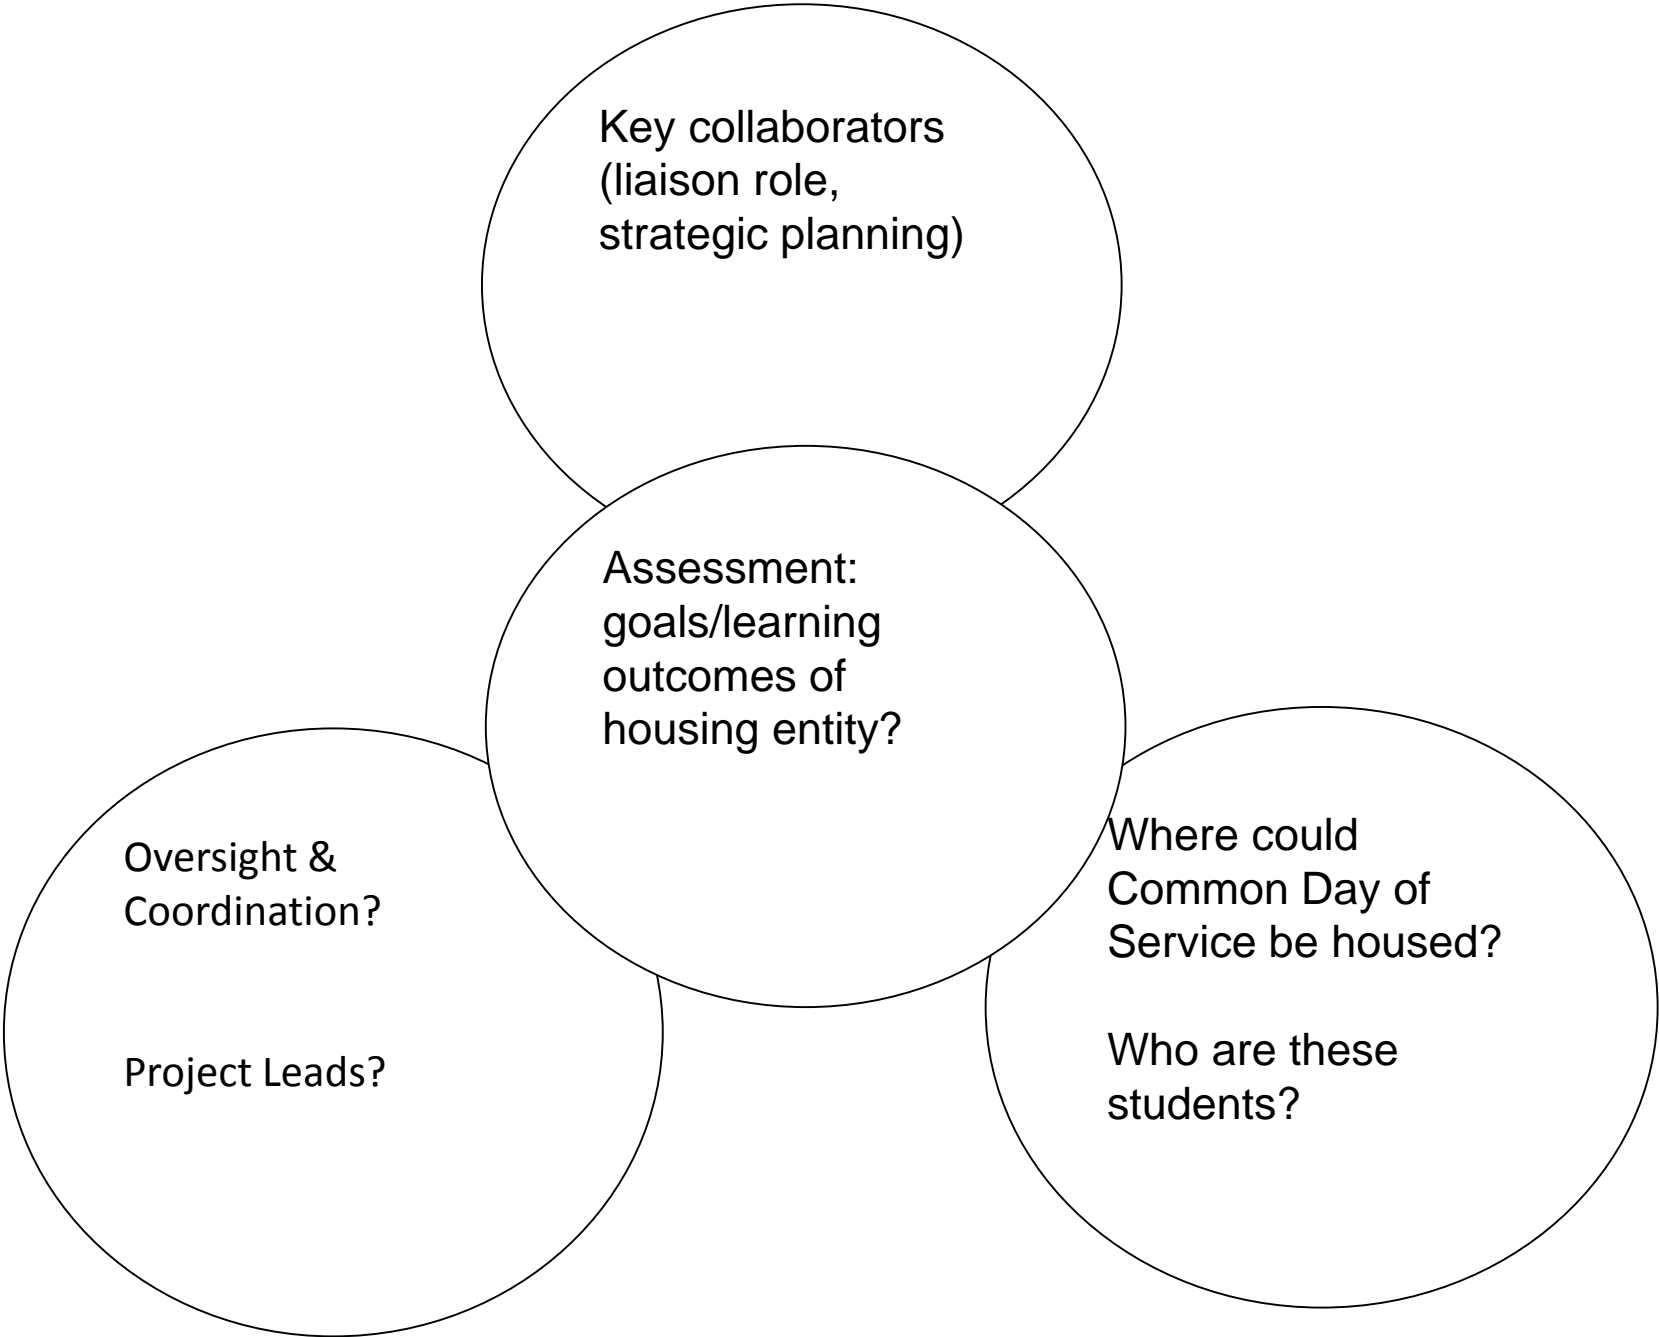 Key collaborators
(liaison role,
strategic planning)
Assessment:
goals/learning
outcomes of
housing entity?
Oversight &
Coordination?
Project Leads?
Where could
Common Day of
Service be housed?
Who are these
students?